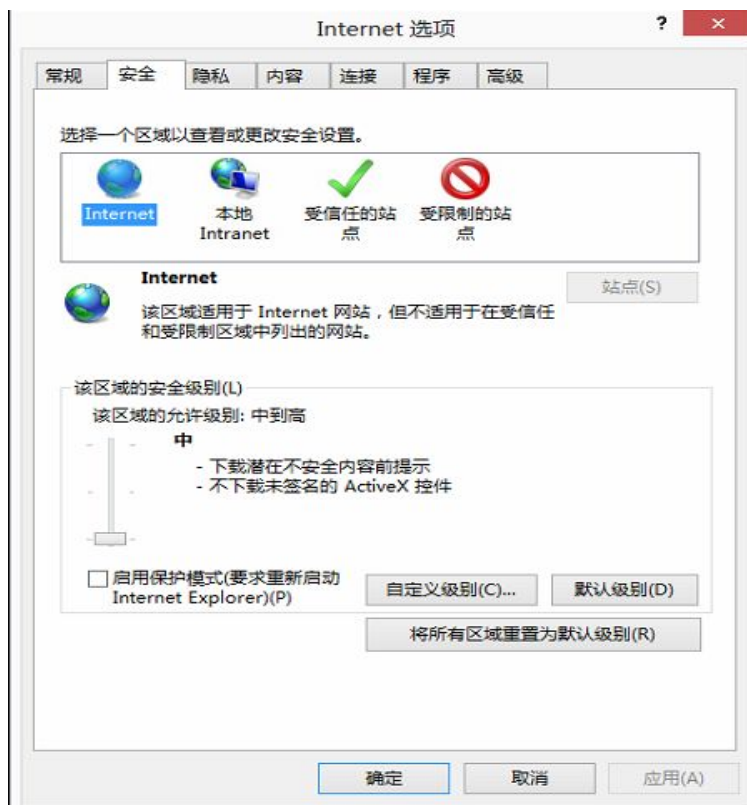 Internet 选项
?
常规 安全 隐私 内容 连接 程序 高级
选择一个区域以查看或更改安全设置。
Internet
本地
Intranet
受信任的站
点
受限制的站
点
Internet
站点(S)
该区域适用于 Internet 网站，但不适用于在受信任
和受限制区域中列出的网站。
该区域的安全级别(L)
该区域的允许级别: 中到高
中
- 下载潜在不安全内容前提示
- 不下载未签名的 ActiveX 控件
启用保护模式(要求重新启动
Internet Explorer)(P)
自定义级别(C)... 默认级别(D)
将所有区域重置为默认级别(R)
确定 取消 应用(A)